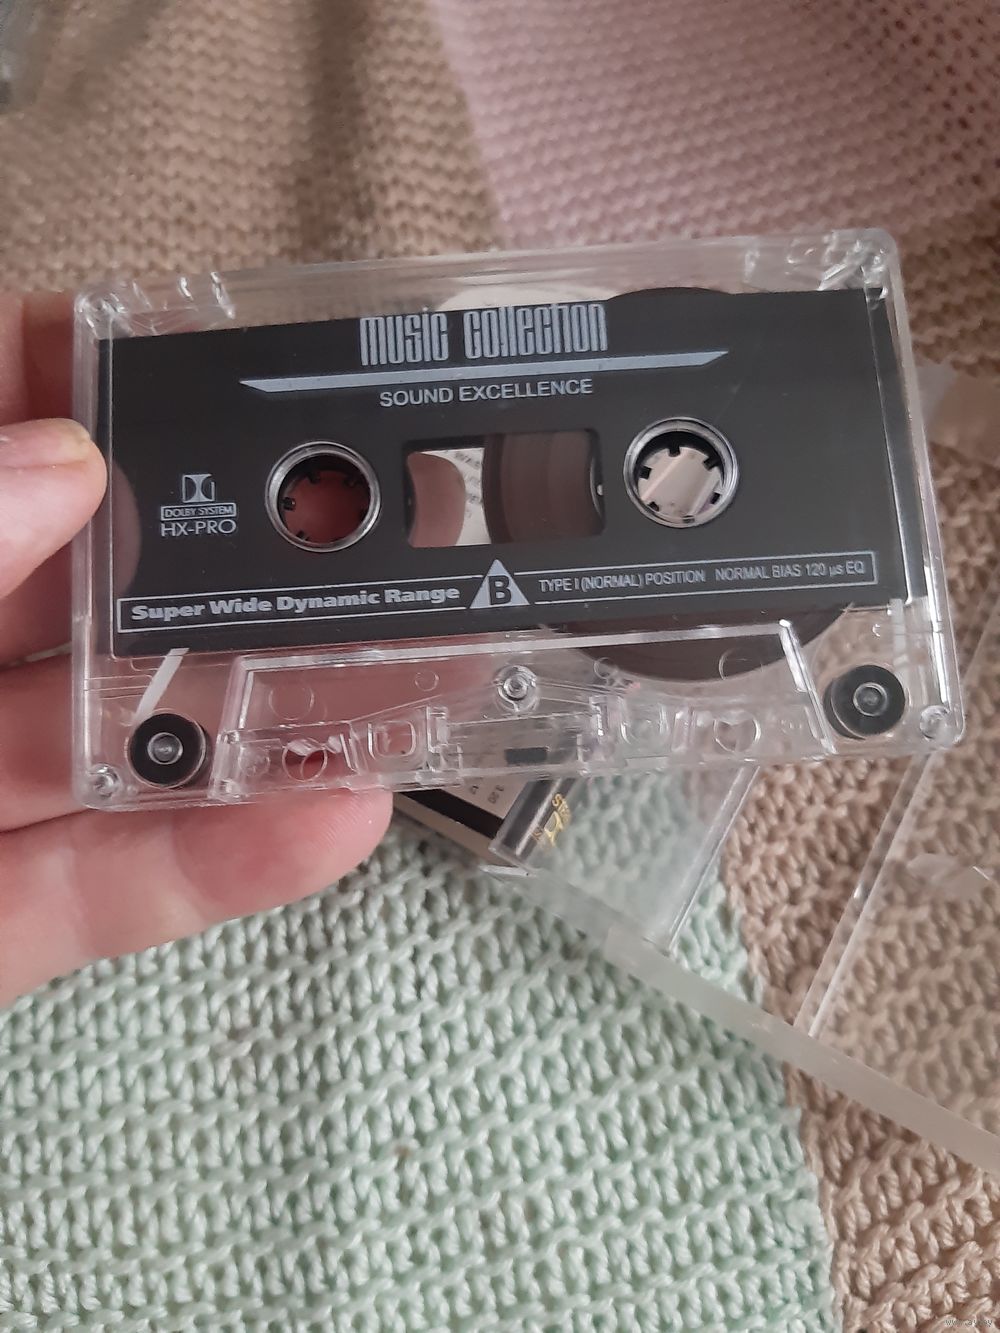 music collection
SOUND EXCELLENCE
DOLBY SYSTEM
HX-PRO
Super Wide Dynamic Range
B
TYPE I (NORMAL) POSITION NORMAL BIAS 120 µs EQ